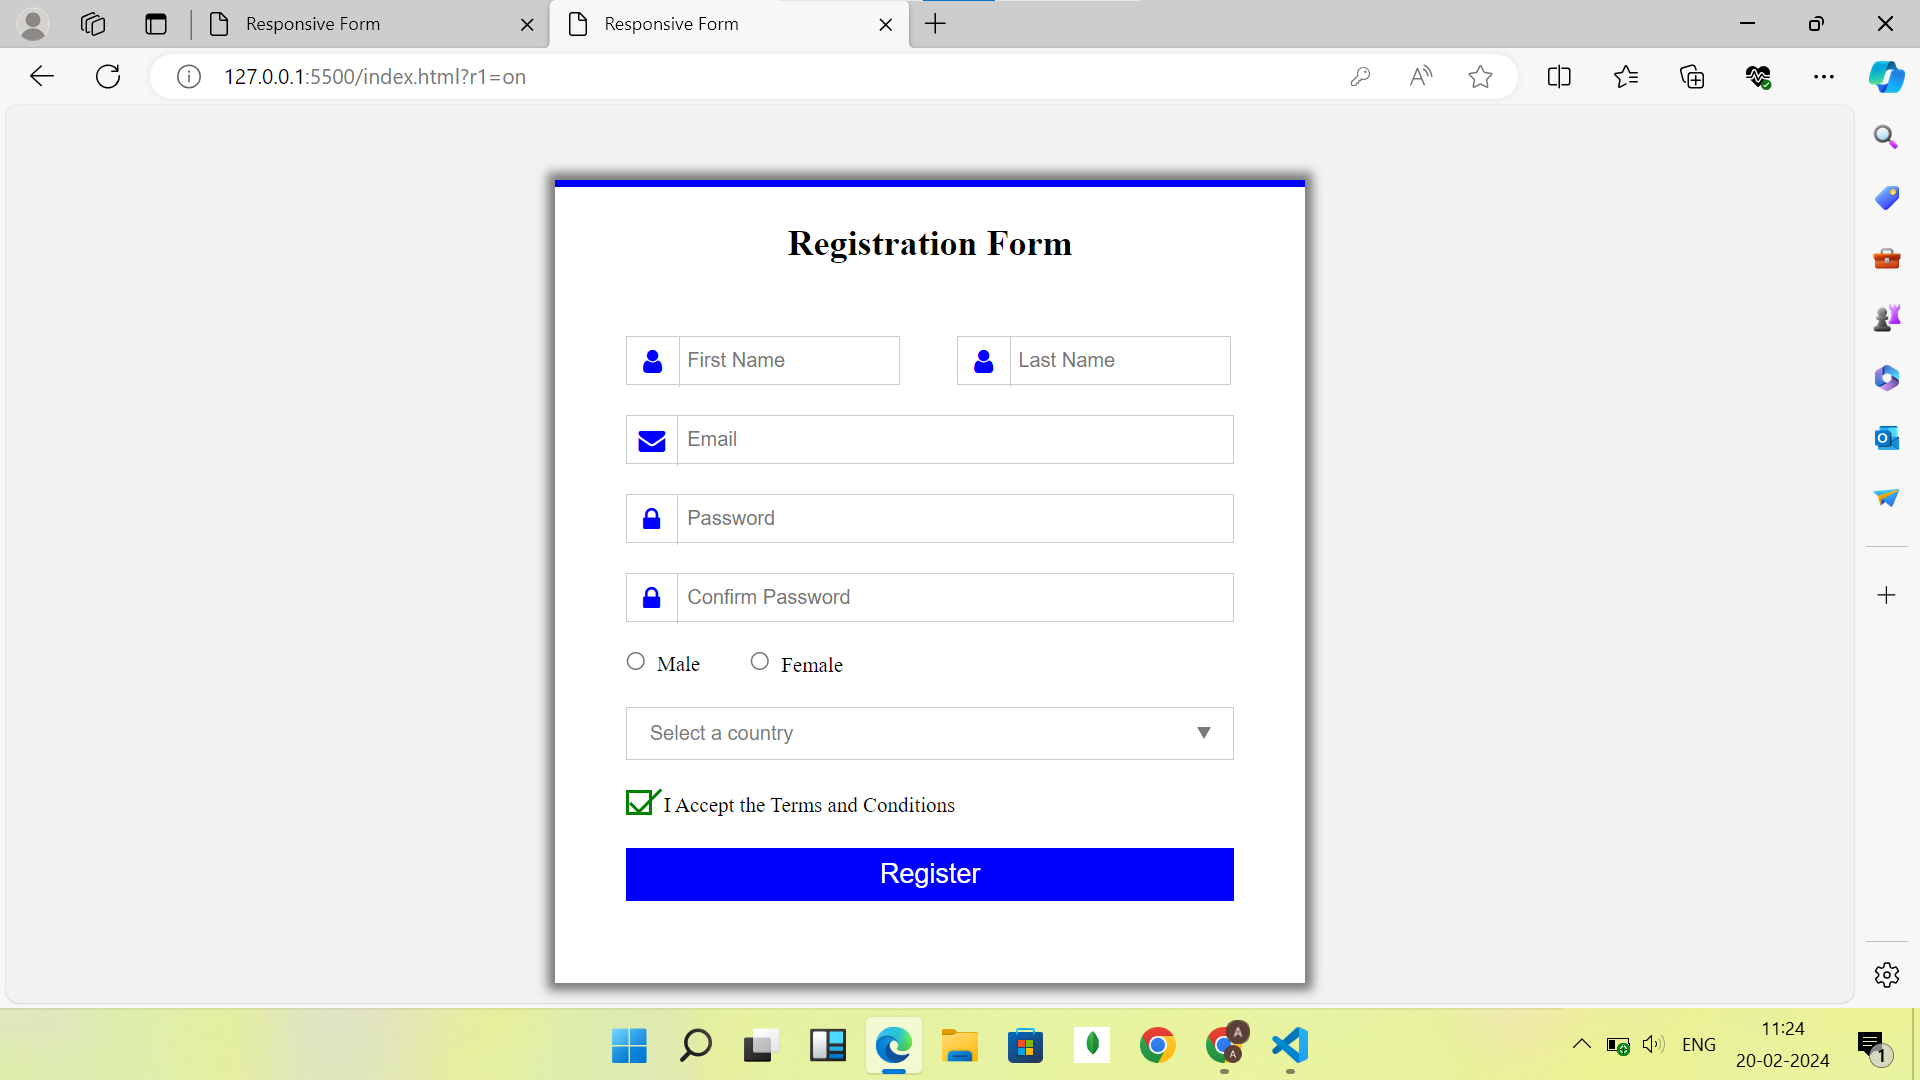 Responsive Form
Responsive Form
127.0.0.1:5500/index.html?r1=on
Registration Form
First Name
Last Name
Email
Password
Confirm Password
Male
Female
Select a country
I Accept the Terms and Conditions
Register
A
A
ENG
11:24
20-02-2024
1